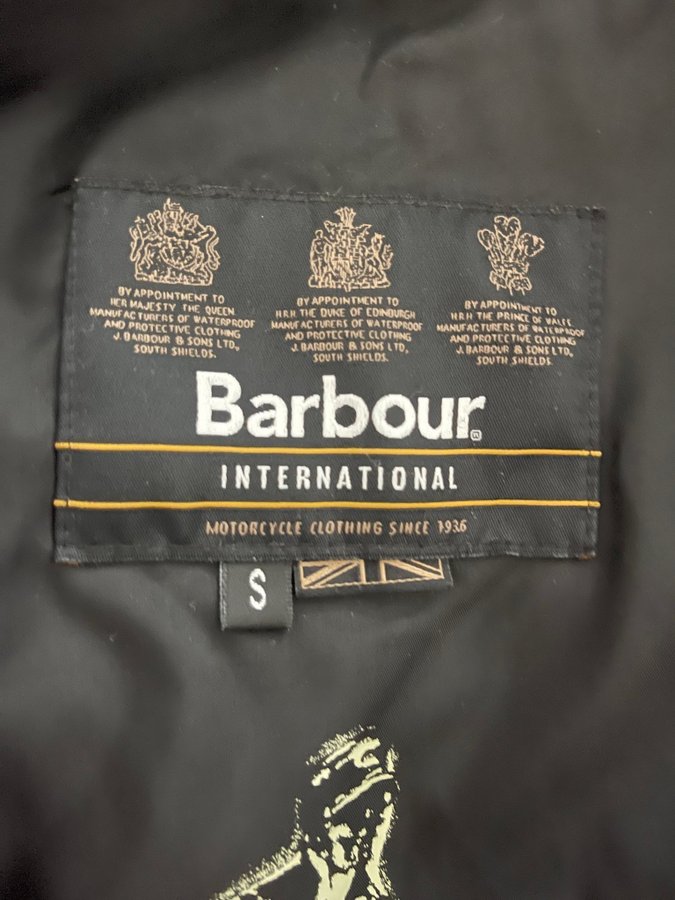 BY APPOINTMENT TO
HER MAJESTY THE QUEEN
MANUFACTURERS OF WATERPROOF
AND PROTECTIVE CLOTHING
J. BARBOUR & SONS LTD.,
SOUTH SHIELDS.
BY APPOINTMENT TO
H.R.H. THE DUKE OF EDINBURGH
MANUFACTURERS OF WATERPROOF
AND PROTECTIVE CLOTHING
J. BARBOUR & SONS LTD.,
SOUTH SHIELDS.
BY APPOINTMENT TO
H.R.H. THE PRINCE OF WALES
MANUFACTURERS OF WATERPROOF
AND PROTECTIVE CLOTHING
J. BARBOUR & SONS LTD.,
SOUTH SHIELDS.
Barbour®
INTERNATIONAL
MOTORCYCLE CLOTHING SINCE 1936
S